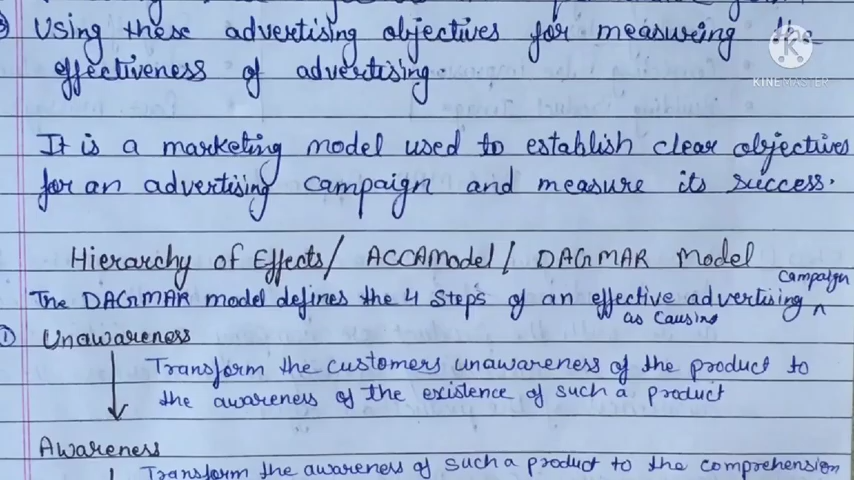 Using these advertising objectives for measuring the
effectiveness of advertising.
KINEMASTER
It is a marketing model used to establish clear objectives
for an advertising campaign and measure its success.
Hierarchy of Effects/ ACCAModel/ DAGMAR Model
campaign
The DAGMAR model defines the 4 Steps of an effective advertising ^
as causing
① Unawareness
Transform the customers unawareness of the product to
the awareness of the existence of such a product
Awareness
Transform the awareness of such a product to the comprehension